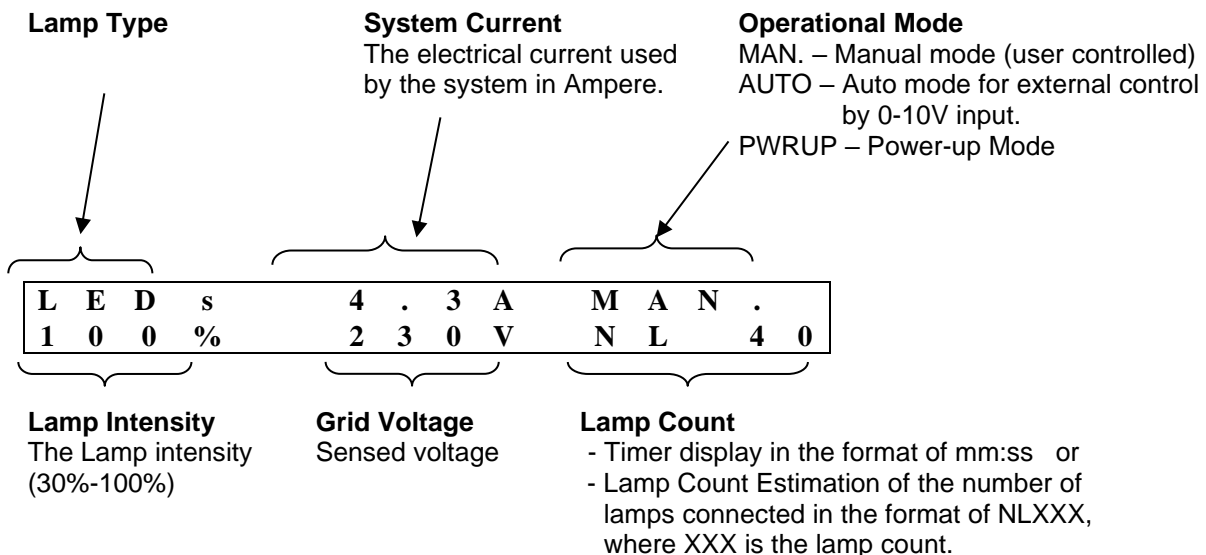 Lamp Type
System Current
The electrical current used
by the system in Ampere.
Operational Mode
MAN. – Manual mode (user controlled)
AUTO – Auto mode for external control
by 0-10V input.
PWRUP – Power-up Mode
L E D s 4 . 3 A M A N .
1 0 0 % 2 3 0 V N L 4 0
Lamp Intensity
The Lamp intensity
(30%-100%)
Grid Voltage
Sensed voltage
Lamp Count
- Timer display in the format of mm:ss or
- Lamp Count Estimation of the number of
lamps connected in the format of NLXXX,
where XXX is the lamp count.